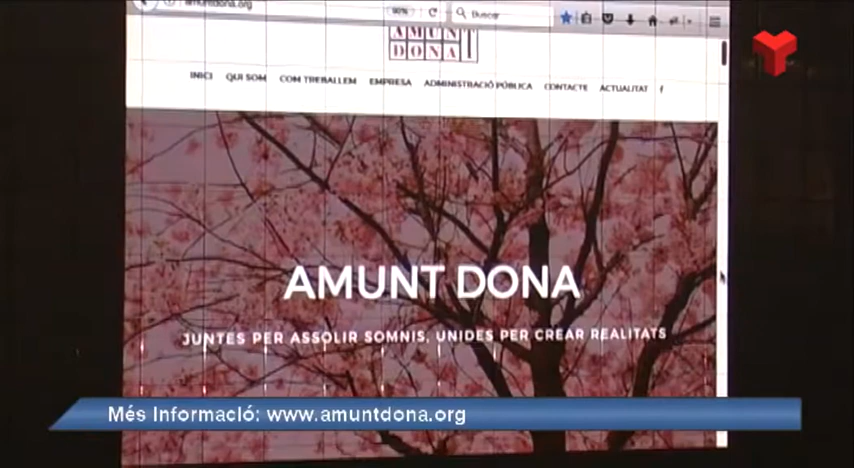 amuntdona.org
90%
Buscar
AMUNT
DONA
INICI QUI SOM COM TREBALLEM EMPRESA ADMINISTRACIÓ PÚBLICA CONTACTE ACTUALITAT f
AMUNT DONA
JUNTES PER ASSOLIR SOMNIS, UNIDES PER CREAR REALITATS
Més Informació: www.amuntdona.org